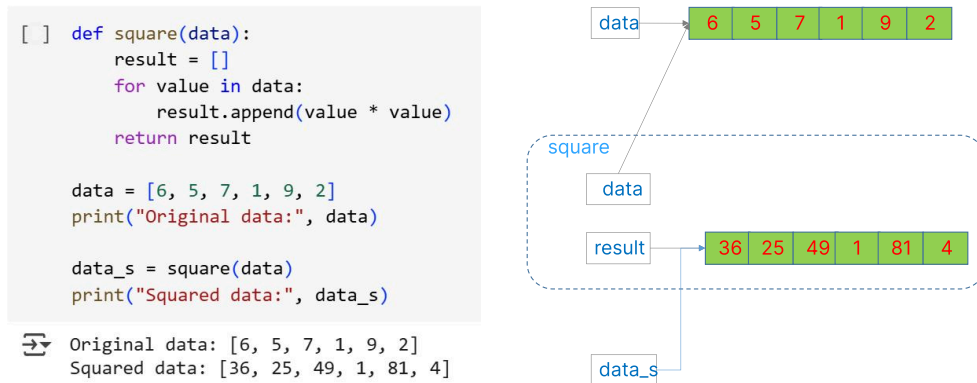 [ ] def square(data):
    result = []
    for value in data:
        result.append(value * value)
    return result
data = [6, 5, 7, 1, 9, 2]
print("Original data:", data)
data_s = square(data)
print("Squared data:", data_s)
Original data: [6, 5, 7, 1, 9, 2]
Squared data: [36, 25, 49, 1, 81, 4]
data 6 5 7 1 9 2
square
data
result 36 25 49 1 81 4
data_s